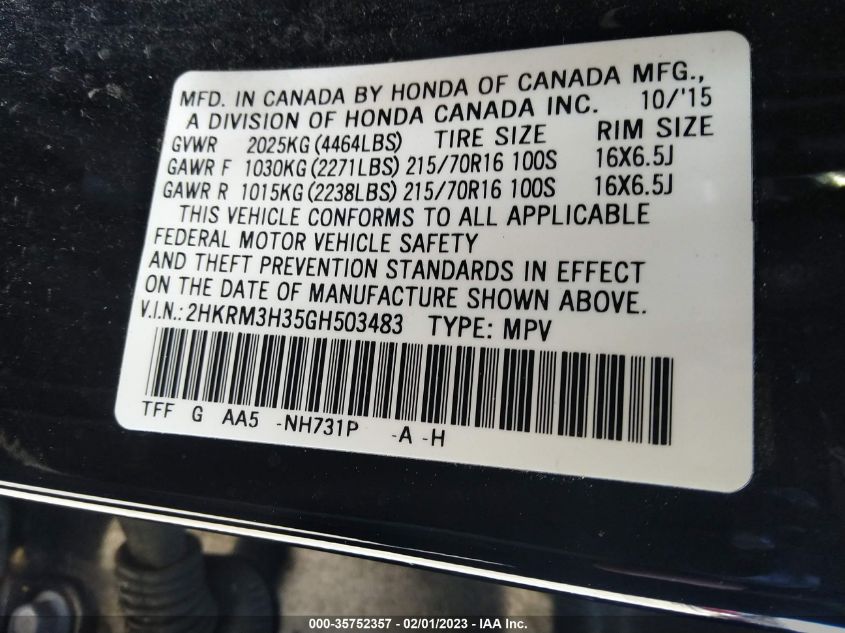 MFD. IN CANADA BY HONDA OF CANADA MFG.,
A DIVISION OF HONDA CANADA INC. 10/'15
GVWR 2025KG (4464LBS) TIRE SIZE RIM SIZE
GAWR F 1030KG (2271LBS) 215/70R16 100S 16X6.5J
GAWR R 1015KG (2238LBS) 215/70R16 100S 16X6.5J
THIS VEHICLE CONFORMS TO ALL APPLICABLE
FEDERAL MOTOR VEHICLE SAFETY
AND THEFT PREVENTION STANDARDS IN EFFECT
ON THE DATE OF MANUFACTURE SHOWN ABOVE.
V.I.N.: 2HKRM3H35GH503483 TYPE: MPV
TFF G AA5 -NH731P -A -H
000-35752357 - 02/01/2023 - IAA Inc.